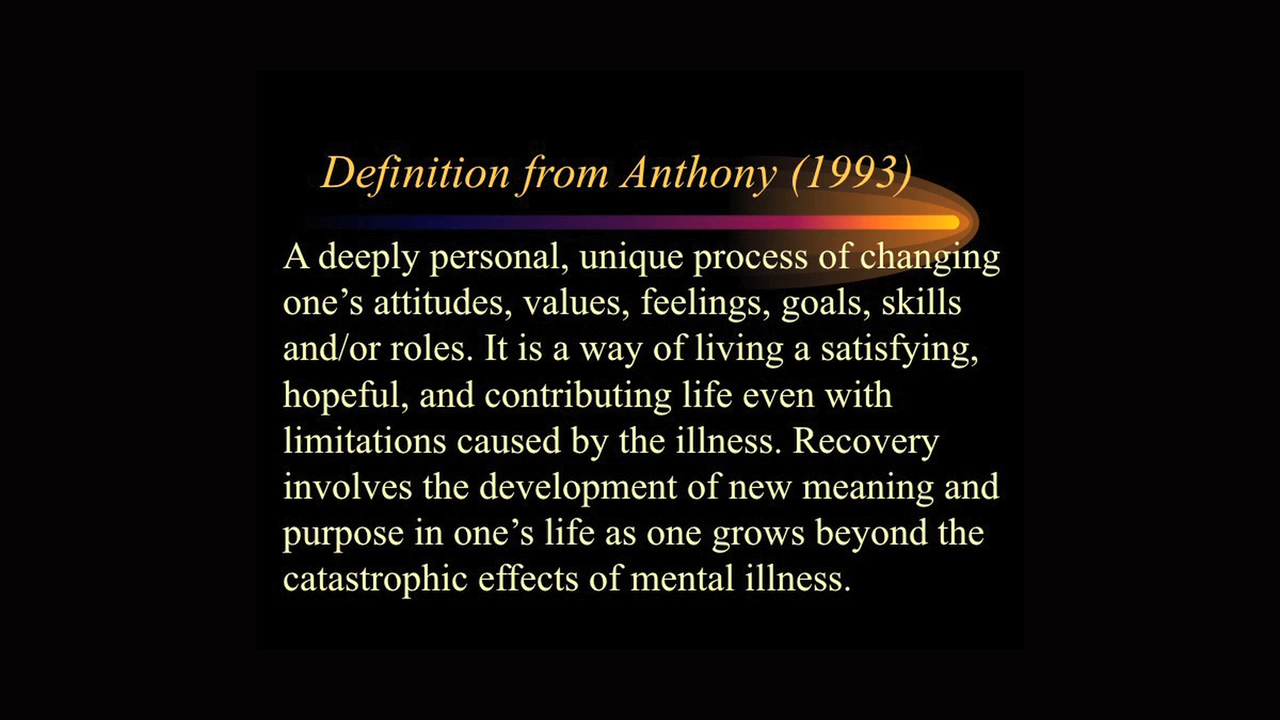 Definition from Anthony (1993)
A deeply personal, unique process of changing
one’s attitudes, values, feelings, goals, skills
and/or roles. It is a way of living a satisfying,
hopeful, and contributing life even with
limitations caused by the illness. Recovery
involves the development of new meaning and
purpose in one’s life as one grows beyond the
catastrophic effects of mental illness.